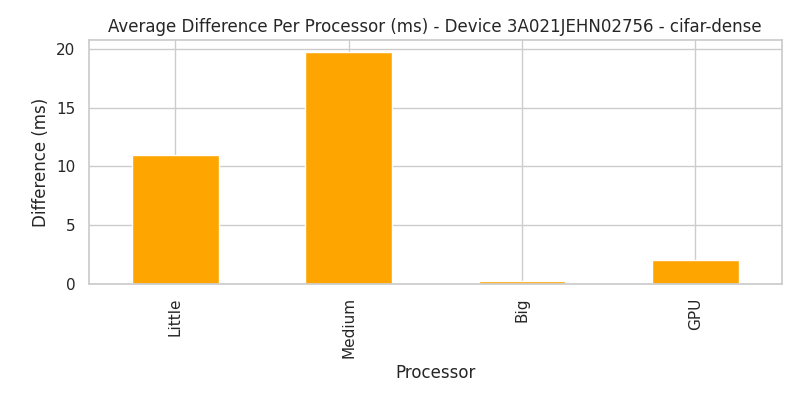 Average Difference Per Processor (ms) - Device 3A021JEHN02756 - cifar-dense
20
15
10
5
0
Difference (ms)
Little
Medium
Big
GPU
Processor